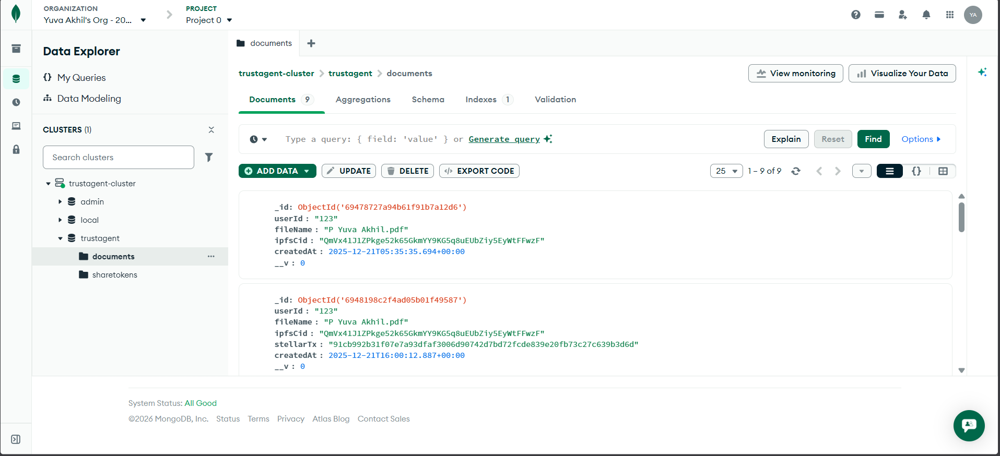 ORGANIZATION
Yuva Akhil's Org - 20...
PROJECT
Project 0
YA
Data Explorer
My Queries
Data Modeling
CLUSTERS (1)
Search clusters
trustagent-cluster
admin
local
trustagent
documents
sharetokens
documents
trustagent-cluster > trustagent > documents
View monitoring
Visualize Your Data
Documents 9
Aggregations
Schema
Indexes 1
Validation
Type a query: { field: 'value' } or Generate query
Explain
Reset
Find
Options
ADD DATA
UPDATE
DELETE
EXPORT CODE
25
1 – 9 of 9
_id: ObjectId('69478727a94b61f91b7a12d6')
userId : "123"
fileName : "P Yuva Akhil.pdf"
ipfsCid : "QmVx41J1ZPkge52k65GkmYY9KG5q8uEUbZiy5EyWtFFwzF"
createdAt : 2025-12-21T05:35:35.694+00:00
__v : 0
_id: ObjectId('6948198c2f4ad05b01f49587')
userId : "123"
fileName : "P Yuva Akhil.pdf"
ipfsCid : "QmVx41J1ZPkge52k65GkmYY9KG5q8uEUbZiy5EyWtFFwzF"
stellarTx : "91cb992b31f07e7a93dfaf3006d90742d7bd72fcde839e20fb73c27c639b3d6d"
createdAt : 2025-12-21T16:00:12.887+00:00
__v : 0
System Status: All Good
©2026 MongoDB, Inc.
Status
Terms
Privacy
Atlas Blog
Contact Sales